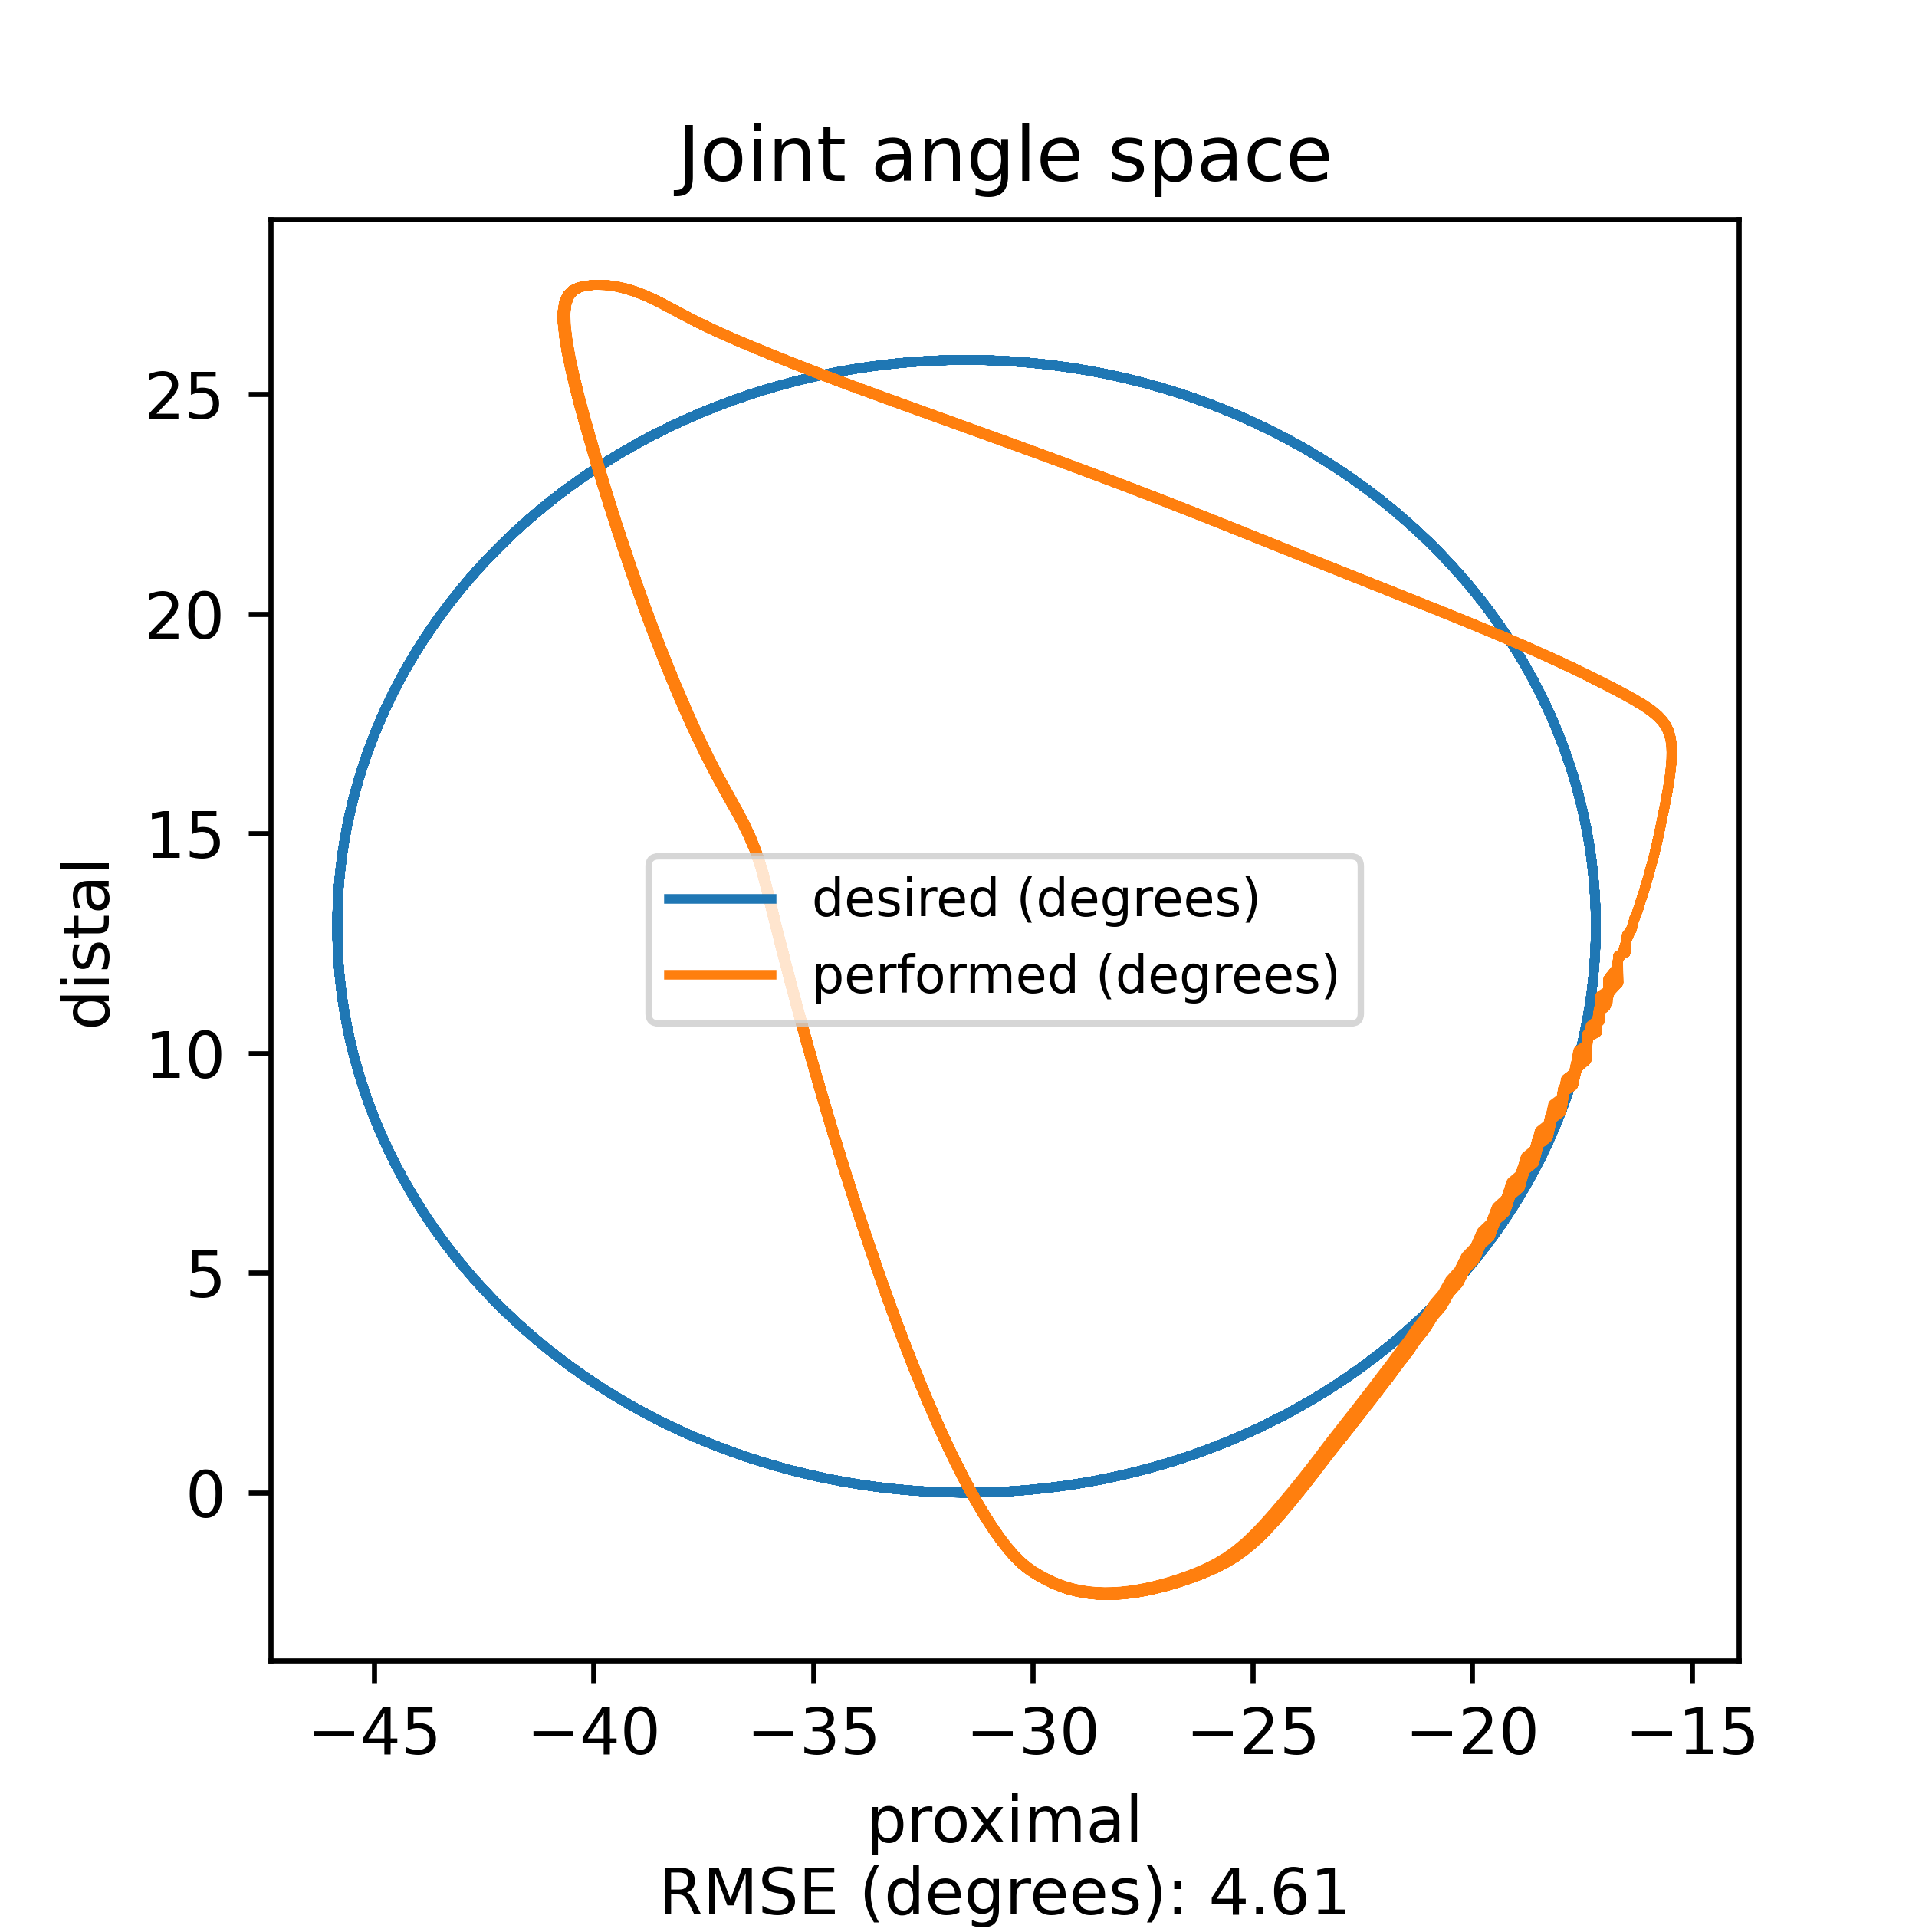 Joint angle space
25
20
15
10
5
0
distal
desired (degrees)
performed (degrees)
−45 −40 −35 −30 −25 −20 −15
proximal
RMSE (degrees): 4.61